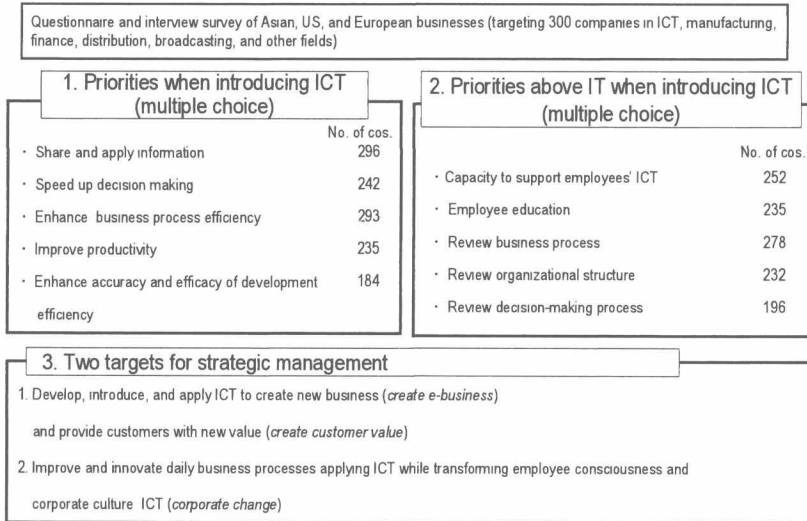 Questionnaire and interview survey of Asian, US, and European businesses (targeting 300 companies in ICT, manufacturing,
finance, distribution, broadcasting, and other fields)
1. Priorities when introducing ICT
(multiple choice)
No. of cos.
· Share and apply information 296
· Speed up decision making 242
· Enhance business process efficiency 293
· Improve productivity 235
· Enhance accuracy and efficacy of development 184
efficiency
2. Priorities above IT when introducing ICT
(multiple choice)
No. of cos.
· Capacity to support employees' ICT 252
· Employee education 235
· Review business process 278
· Review organizational structure 232
· Review decision-making process 196
3. Two targets for strategic management
1. Develop, introduce, and apply ICT to create new business (create e-business)
and provide customers with new value (create customer value)
2. Improve and innovate daily business processes applying ICT while transforming employee consciousness and
corporate culture ICT (corporate change)